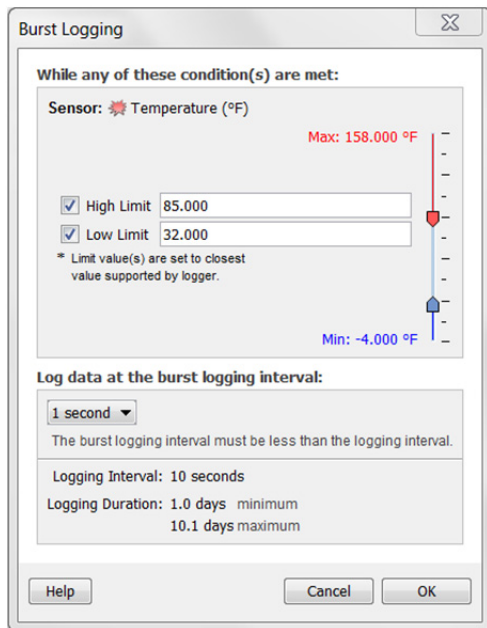 Burst Logging
While any of these condition(s) are met:
Sensor: Temperature (ºF)
Max: 158.000 ºF
High Limit 85.000
Low Limit 32.000
* Limit value(s) are set to closest
value supported by logger.
Min: -4.000 ºF
Log data at the burst logging interval:
1 second
The burst logging interval must be less than the logging interval.
Logging Interval: 10 seconds
Logging Duration: 1.0 days minimum
10.1 days maximum
Help Cancel OK